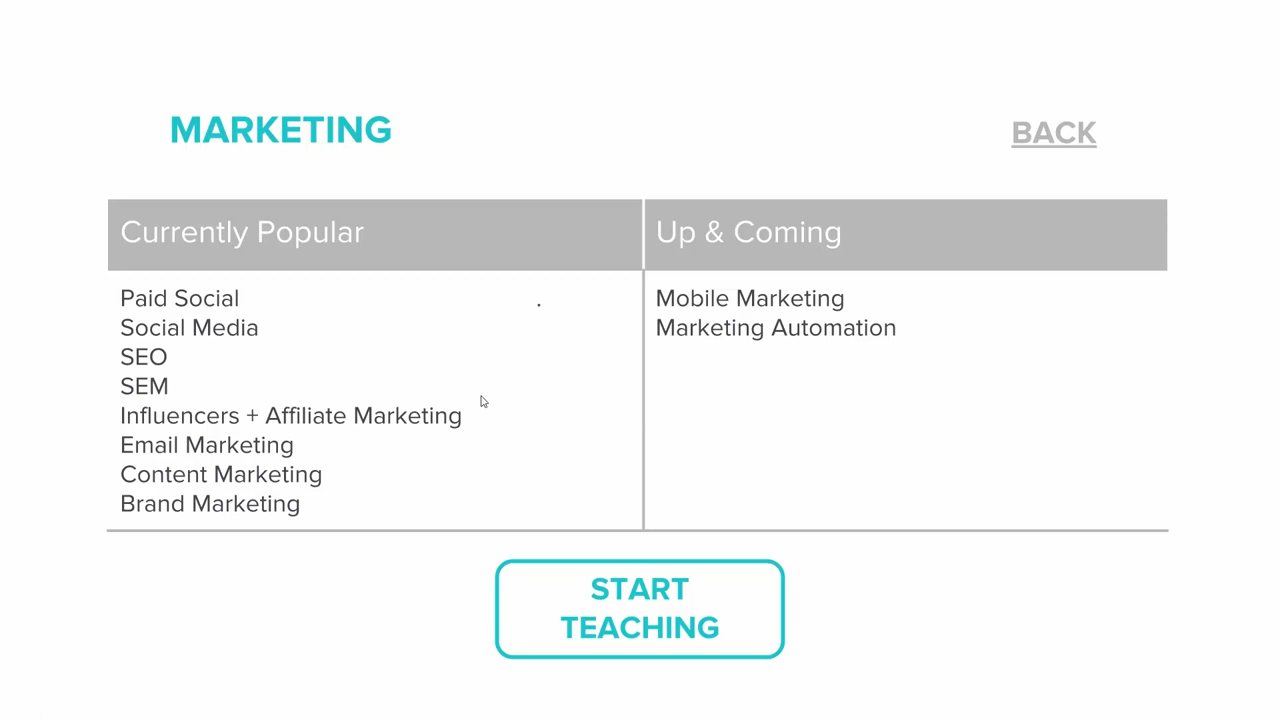 MARKETING
BACK
Currently Popular
Up & Coming
Paid Social
.
Social Media
SEO
SEM
Influencers + Affiliate Marketing
Email Marketing
Content Marketing
Brand Marketing
Mobile Marketing
Marketing Automation
START
TEACHING